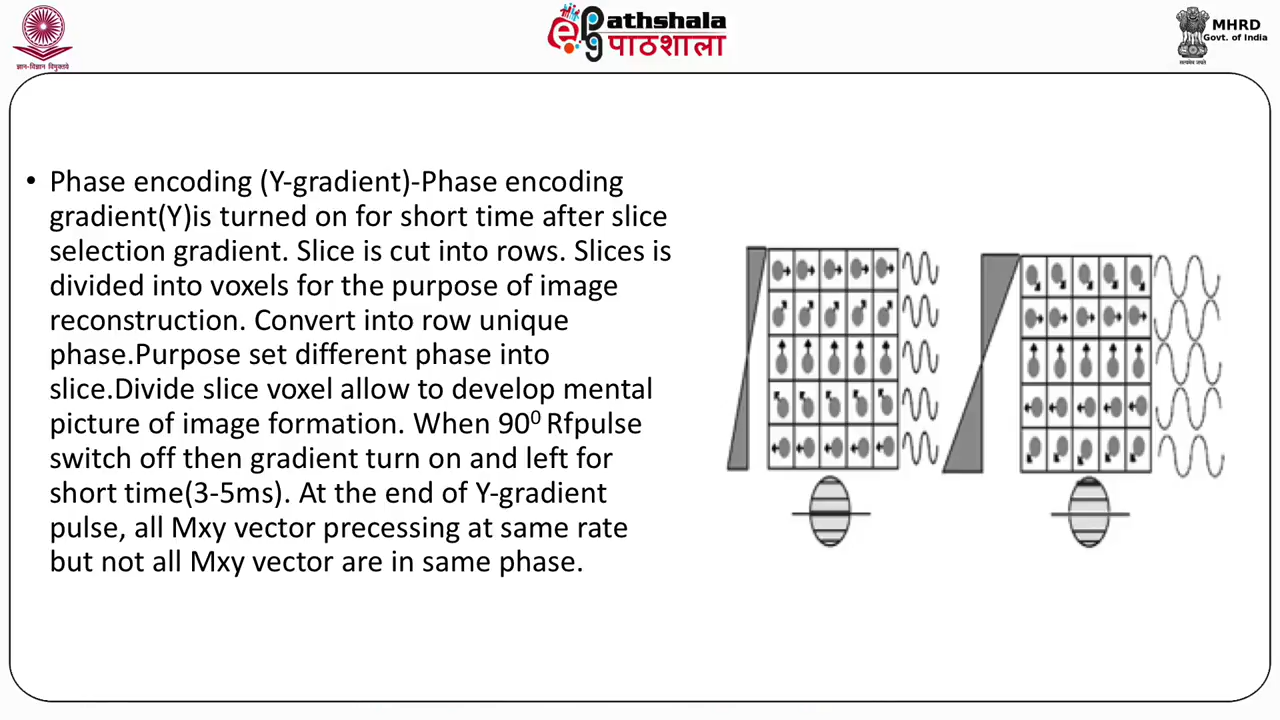 ज्ञान-विज्ञान विमुक्तये
ePathshala
पाठशाला
MHRD
Govt. of India
सत्यमेव जयते
• Phase encoding (Y-gradient)-Phase encoding
gradient(Y)is turned on for short time after slice
selection gradient. Slice is cut into rows. Slices is
divided into voxels for the purpose of image
reconstruction. Convert into row unique
phase.Purpose set different phase into
slice.Divide slice voxel allow to develop mental
picture of image formation. When 90⁰ Rfpulse
switch off then gradient turn on and left for
short time(3-5ms). At the end of Y-gradient
pulse, all Mxy vector precessing at same rate
but not all Mxy vector are in same phase.